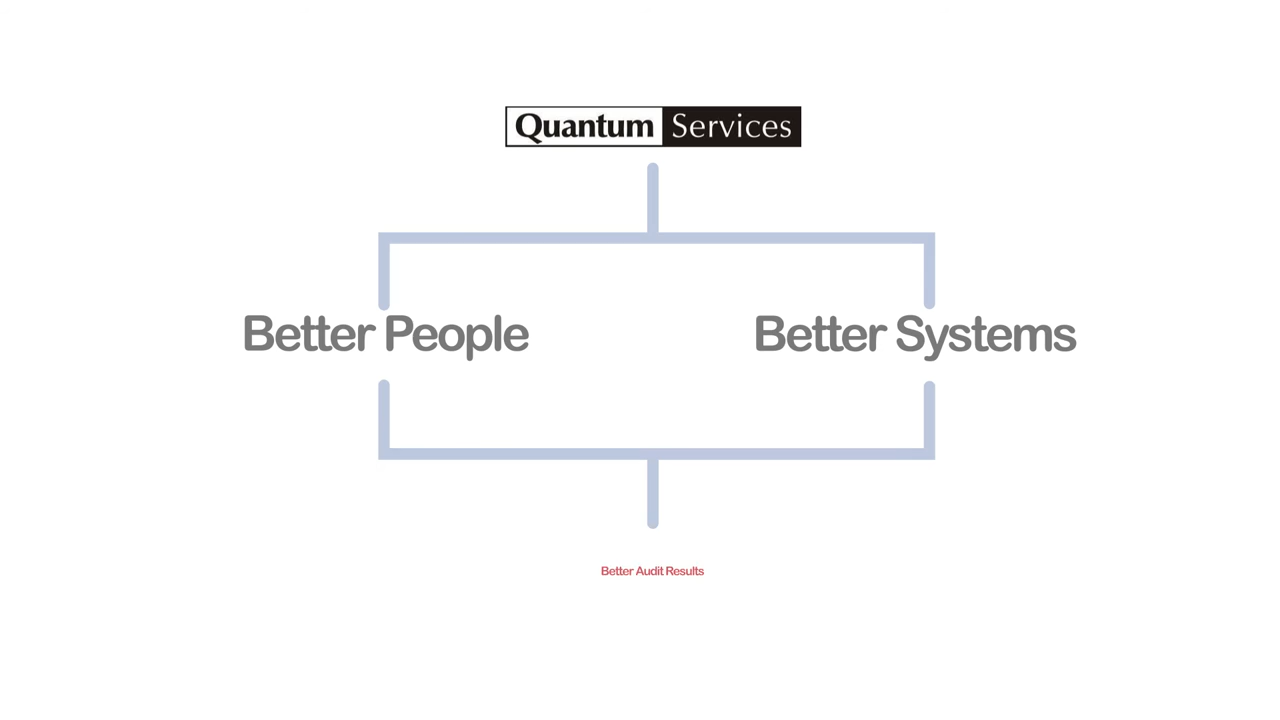 Quantum Services
Better People
Better Systems
Better Audit Results